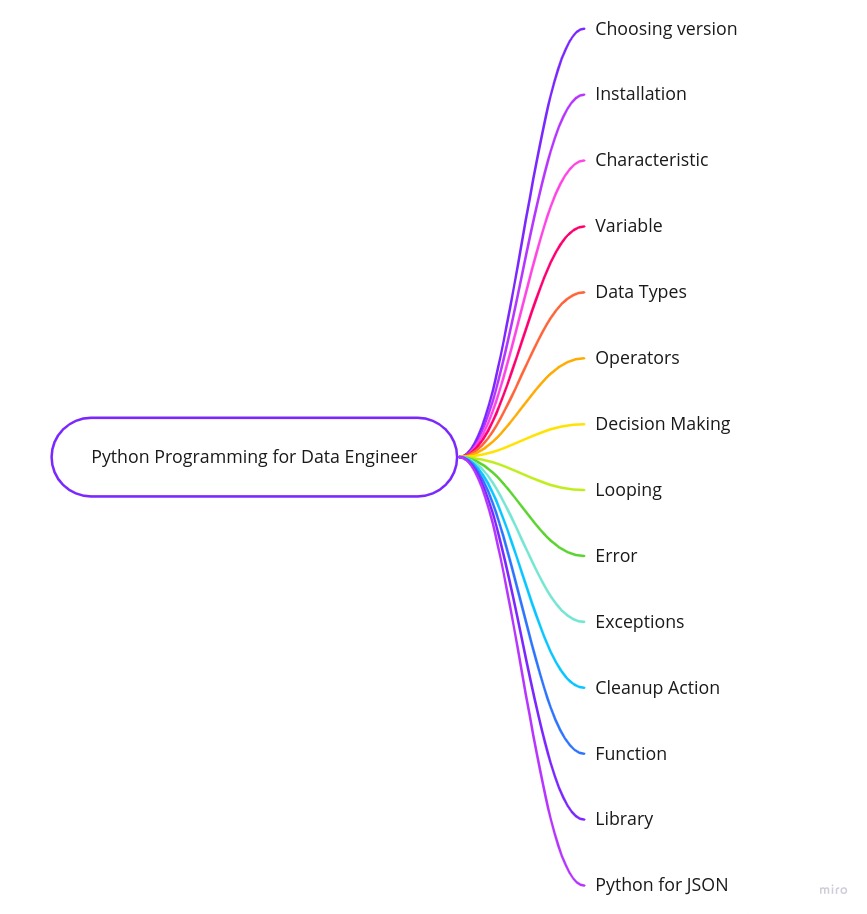 Choosing version
Installation
Characteristic
Variable
Data Types
Operators
Decision Making
Python Programming for Data Engineer
Looping
Error
Exceptions
Cleanup Action
Function
Library
Python for JSON
miro